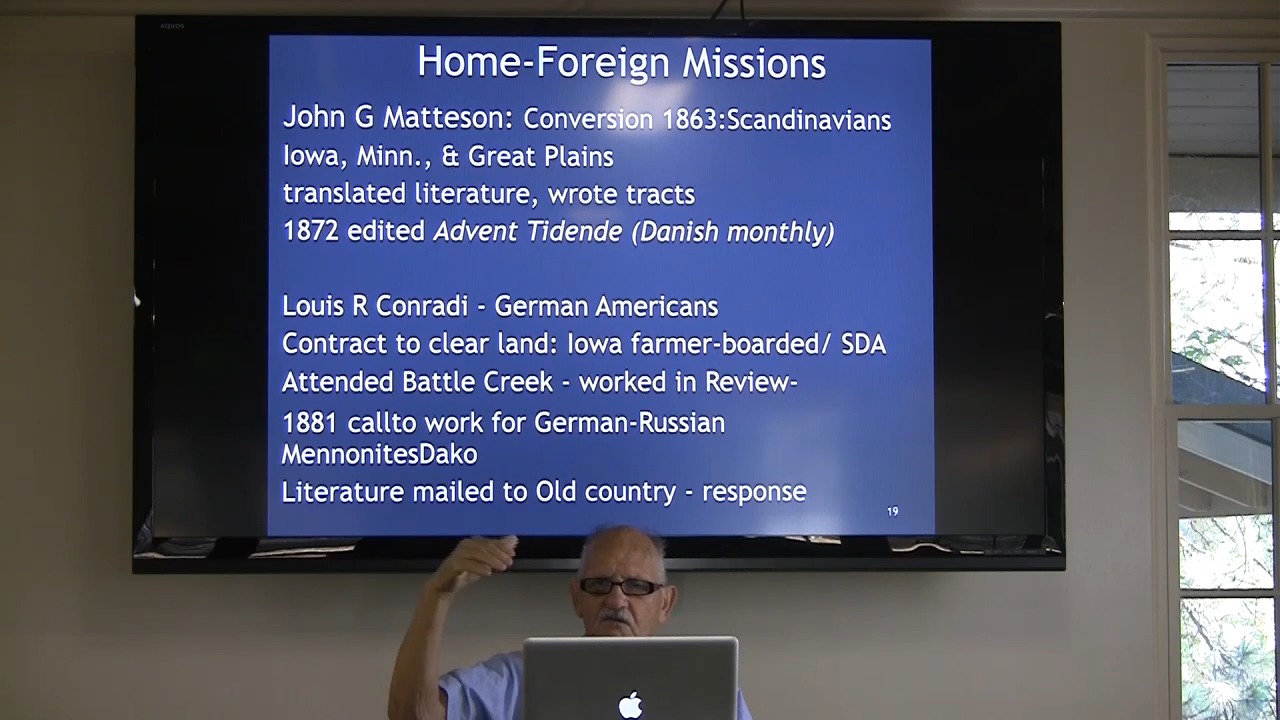 AQUOS
Home-Foreign Missions
John G Matteson: Conversion 1863:Scandinavians
Iowa, Minn., & Great Plains
translated literature, wrote tracts
1872 edited Advent Tidende (Danish monthly)
Louis R Conradi - German Americans
Contract to clear land: Iowa farmer-boarded/ SDA
Attended Battle Creek - worked in Review-
1881 callto work for German-Russian
MennonitesDako
Literature mailed to Old country - response
19